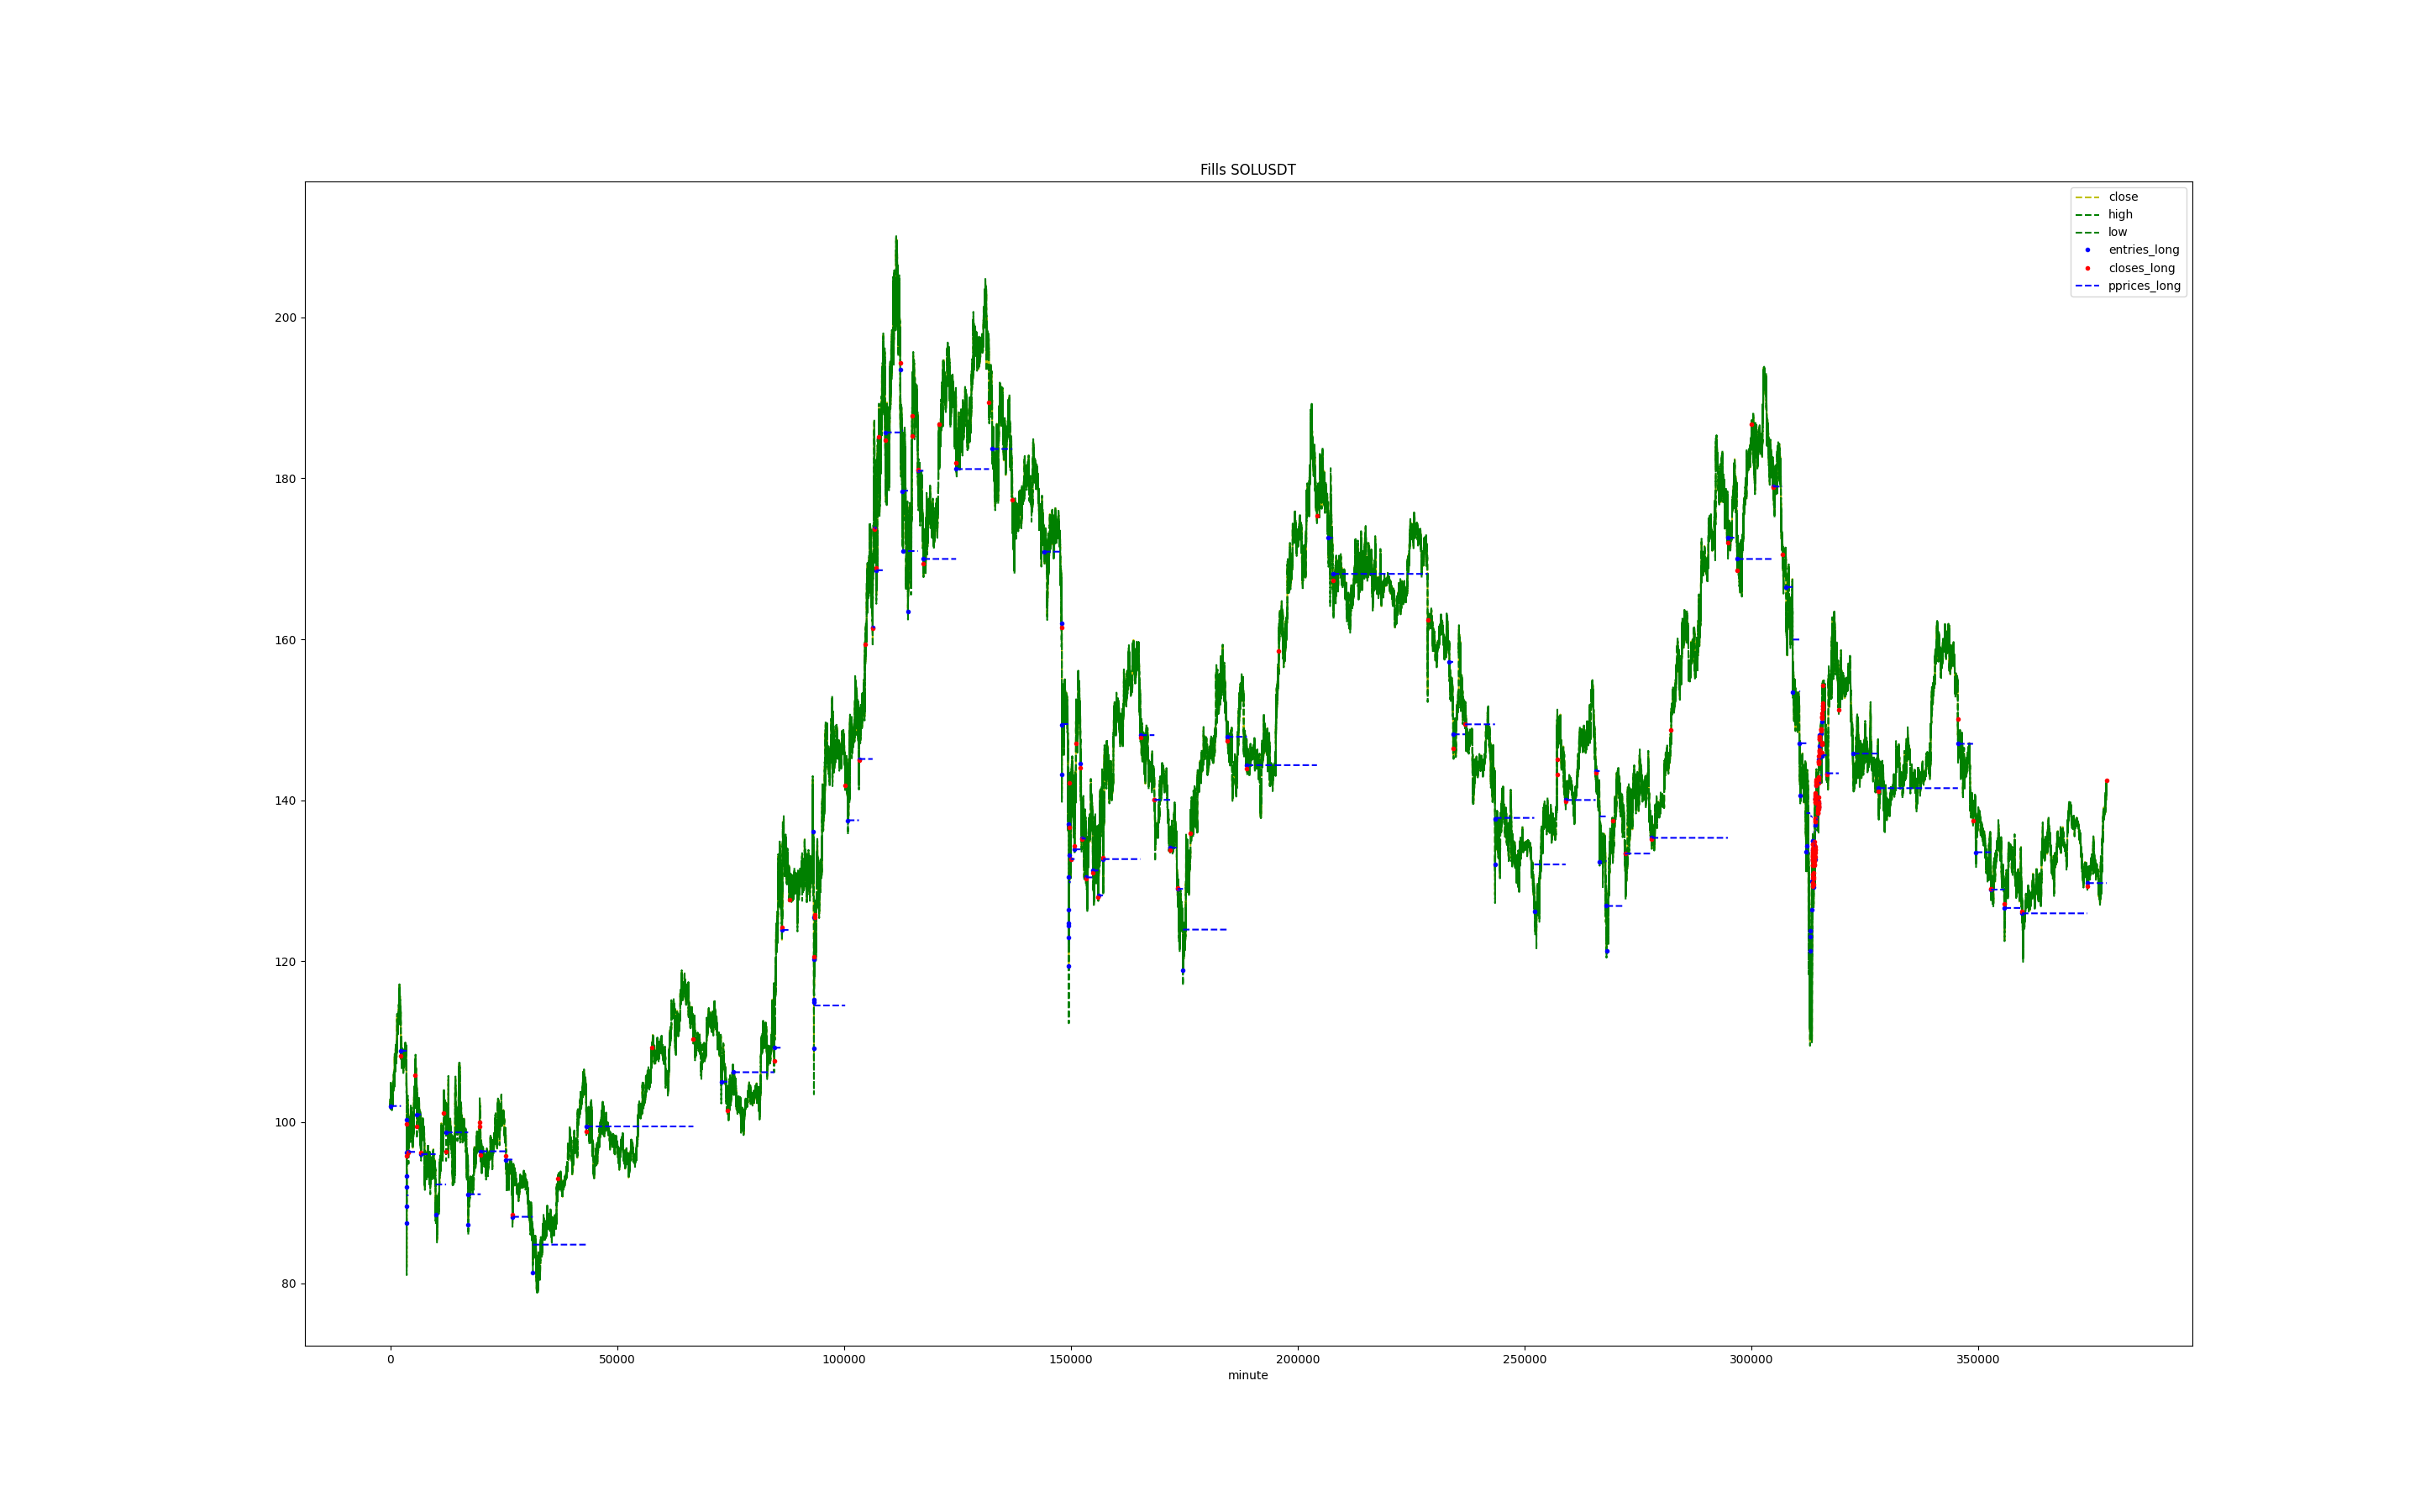 Fills SOLUSDT
close
high
low
entries_long
closes_long
pprices_long
200
180
160
140
120
100
80
0 50000 100000 150000 200000 250000 300000 350000
minute